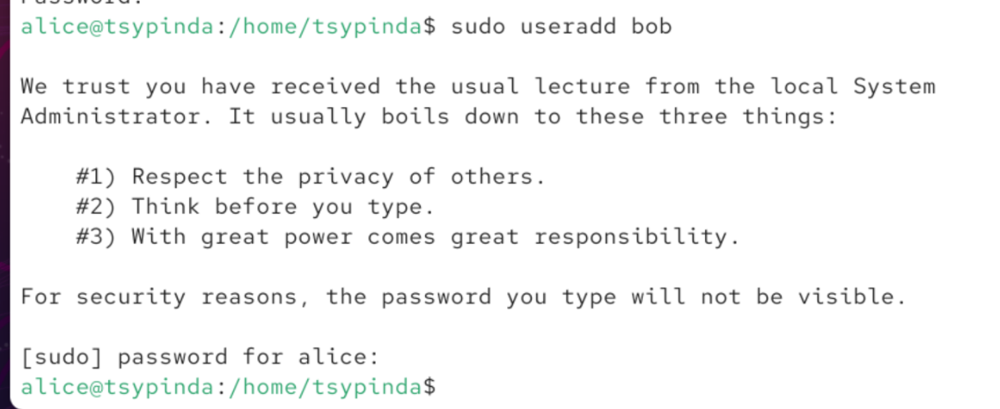 Password:
alice@tsypinda:/home/tsypinda$ sudo useradd bob
We trust you have received the usual lecture from the local System
Administrator. It usually boils down to these three things:
#1) Respect the privacy of others.
#2) Think before you type.
#3) With great power comes great responsibility.
For security reasons, the password you type will not be visible.
[sudo] password for alice:
alice@tsypinda:/home/tsypinda$